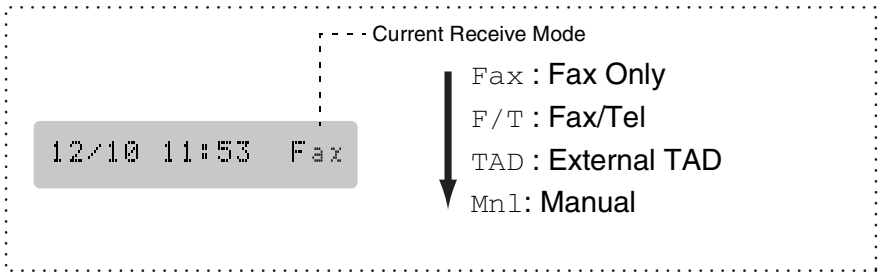 Current Receive Mode
12/10 11:53 Fax
Fax : Fax Only
F/T : Fax/Tel
TAD : External TAD
Mnl: Manual